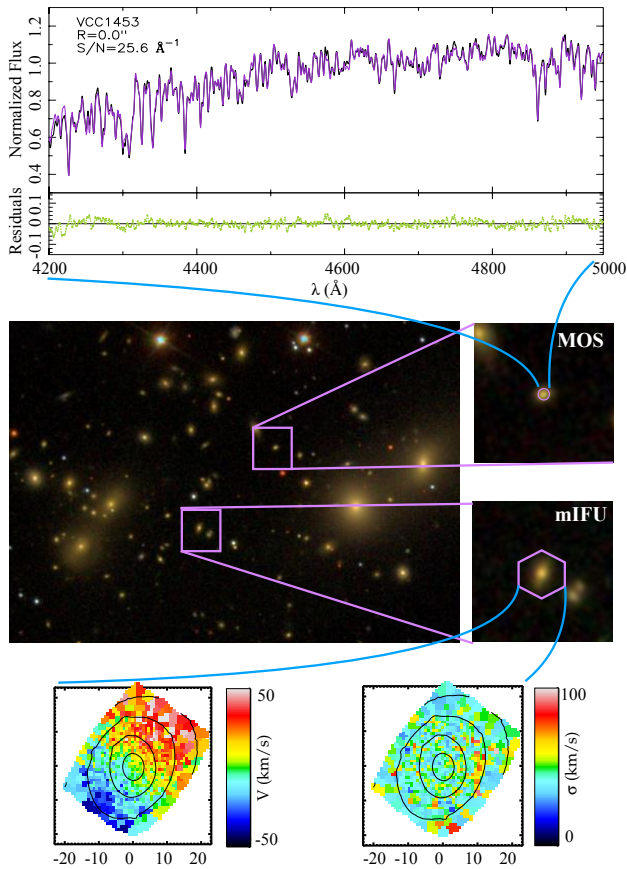 VCC1453
R=0.0"
S/N=25.6 Å⁻¹
Normalized Flux
1.2
1.0
0.8
0.6
0.4
Residuals
-0.1 0 0.1
4200 4400 4600 4800 5000
λ (Å)
MOS
mIFU
50
V (km/s)
-50
-20 -10 0 10 20
100
σ (km/s)
0
-20 -10 0 10 20